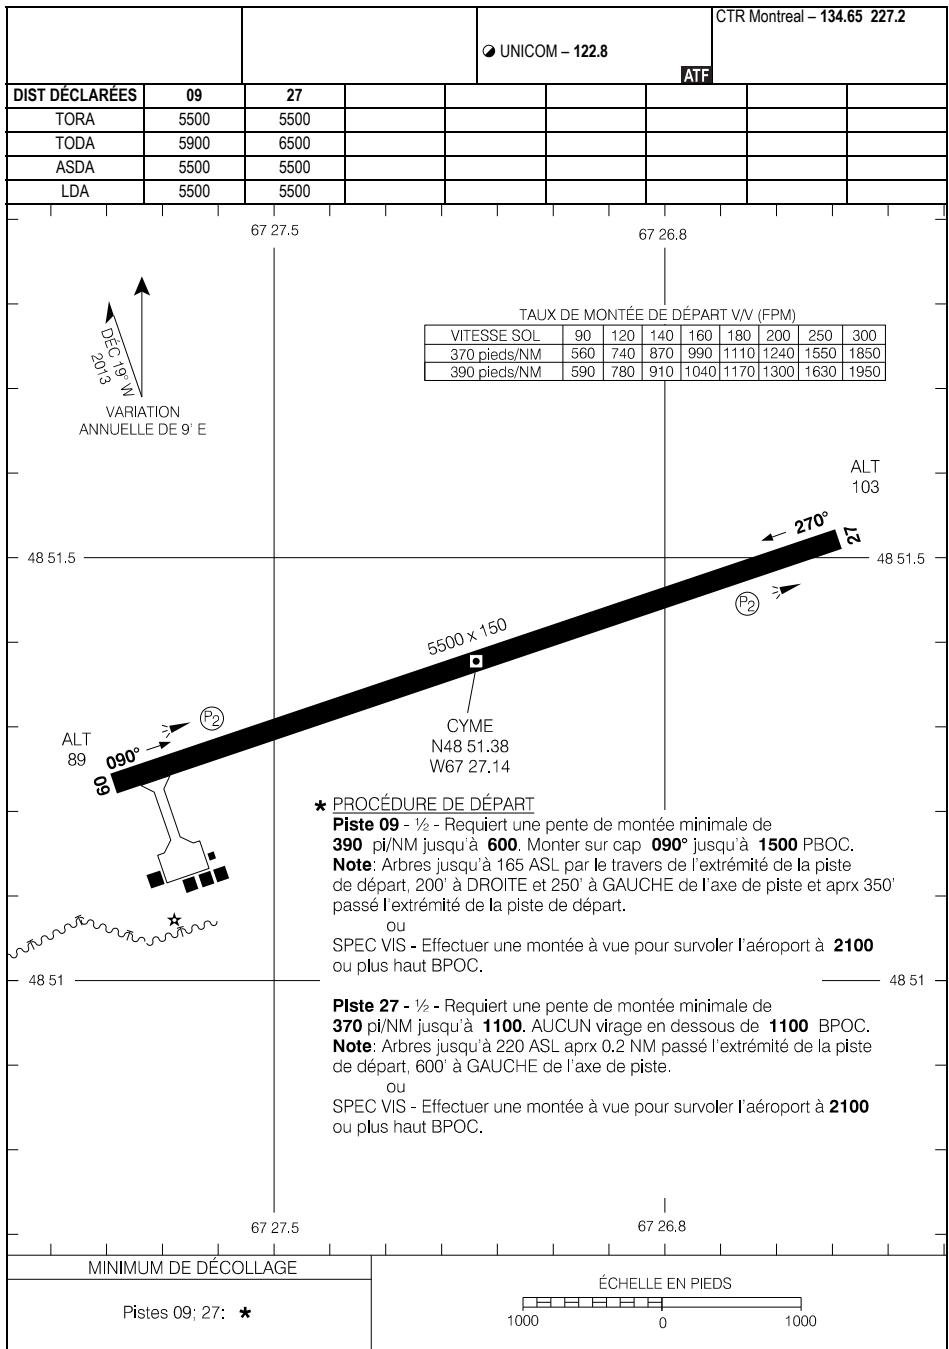 CTR Montreal – 134.65 227.2
UNICOM – 122.8
ATF
DIST DÉCLARÉES 09 27
TORA 5500 5500
TODA 5900 6500
ASDA 5500 5500
LDA 5500 5500
67 27.5 67 26.8
TAUX DE MONTÉE DE DÉPART V/V (FPM)
VITESSE SOL 90 120 140 160 180 200 250 300
370 pieds/NM 560 740 870 990 1110 1240 1550 1850
390 pieds/NM 590 780 910 1040 1170 1300 1630 1950
DÉC 19° W
2013
VARIATION
ANNUELLE DE 9' E
ALT
103
270°
27
48 51.5 48 51.5
P2
5500 x 150
P2
CYME
N48 51.38
W67 27.14
ALT
89
090°
09
* PROCÉDURE DE DÉPART
Piste 09 - ½ - Requiert une pente de montée minimale de
390 pi/NM jusqu'à 600. Monter sur cap 090° jusqu'à 1500 PBOC.
Note: Arbres jusqu'à 165 ASL par le travers de l'extrémité de la piste
de départ, 200' à DROITE et 250' à GAUCHE de l'axe de piste et aprx 350'
passé l'extrémité de la piste de départ.
ou
SPEC VIS - Effectuer une montée à vue pour survoler l'aéroport à 2100
ou plus haut BPOC.
48 51 48 51
Piste 27 - ½ - Requiert une pente de montée minimale de
370 pi/NM jusqu'à 1100. AUCUN virage en dessous de 1100 BPOC.
Note: Arbres jusqu'à 220 ASL aprx 0.2 NM passé l'extrémité de la piste
de départ, 600' à GAUCHE de l'axe de piste.
ou
SPEC VIS - Effectuer une montée à vue pour survoler l'aéroport à 2100
ou plus haut BPOC.
67 27.5 67 26.8
MINIMUM DE DÉCOLLAGE
Pistes 09; 27: *
ÉCHELLE EN PIEDS
1000 0 1000